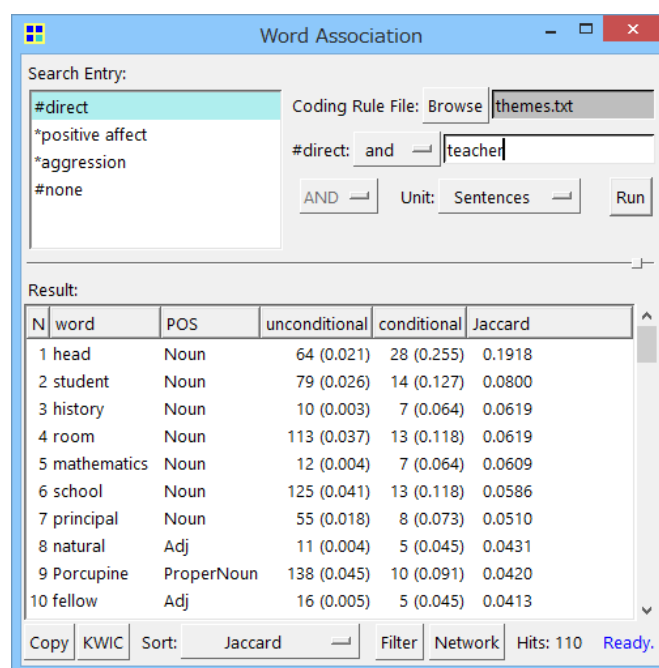 Word Association
Search Entry:
#direct
*positive affect
*aggression
#none
Coding Rule File: Browse themes.txt
#direct: and teacher
AND Unit: Sentences Run
Result:
N word POS unconditional conditional Jaccard
1 head Noun 64 (0.021) 28 (0.255) 0.1918
2 student Noun 79 (0.026) 14 (0.127) 0.0800
3 history Noun 10 (0.003) 7 (0.064) 0.0619
4 room Noun 113 (0.037) 13 (0.118) 0.0619
5 mathematics Noun 12 (0.004) 7 (0.064) 0.0609
6 school Noun 125 (0.041) 13 (0.118) 0.0586
7 principal Noun 55 (0.018) 8 (0.073) 0.0510
8 natural Adj 11 (0.004) 5 (0.045) 0.0431
9 Porcupine ProperNoun 138 (0.045) 10 (0.091) 0.0420
10 fellow Adj 16 (0.005) 5 (0.045) 0.0413
Copy KWIC Sort: Jaccard Filter Network Hits: 110 Ready.